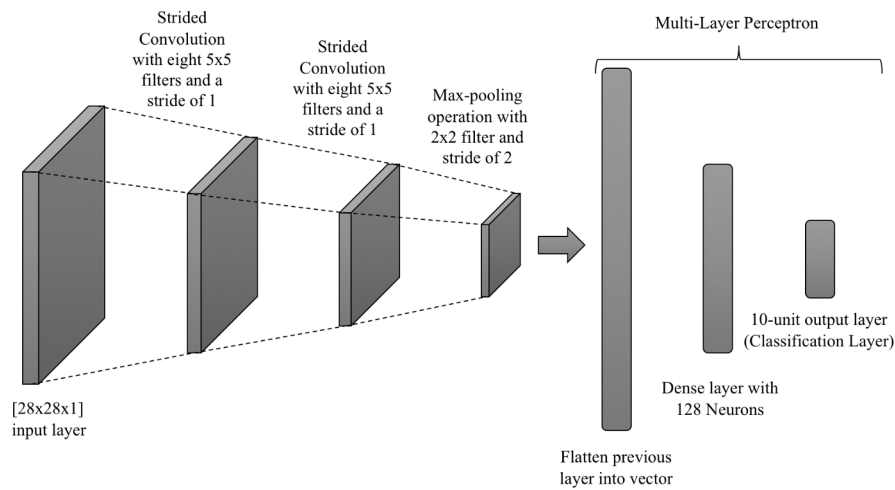 Strided
Convolution
with eight 5x5
filters and a
stride of 1
Strided
Convolution
with eight 5x5
filters and a
stride of 1
Max-pooling
operation with
2x2 filter and
stride of 2
Multi-Layer Perceptron
[28x28x1]
input layer
Flatten previous
layer into vector
Dense layer with
128 Neurons
10-unit output layer
(Classification Layer)